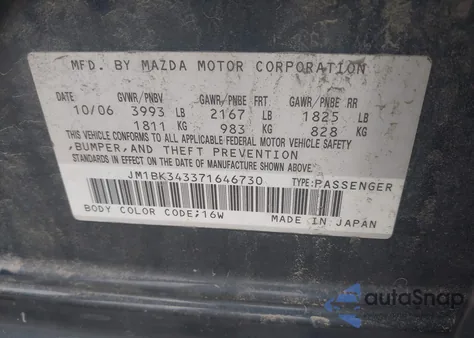 MFD. BY MAZDA MOTOR CORPORATION
GVWR/PNBV GAWR/PNBE FRT GAWR/PNBE RR
10/06 3993 LB 2167 LB 1825 LB
1811 KG 983 KG 828 KG
THIS VEHICLE CONFORMS TO ALL APPLICABLE FEDERAL MOTOR VEHICLE SAFETY,
BUMPER, AND THEFT PREVENTION
STANDARDS IN EFFECT ON DATE OF MANUFACTURE SHOWN ABOVE.
JM1BK343371646730 TYPE:PASSENGER
BODY COLOR CODE;16W MADE IN JAPAN
autoSnap